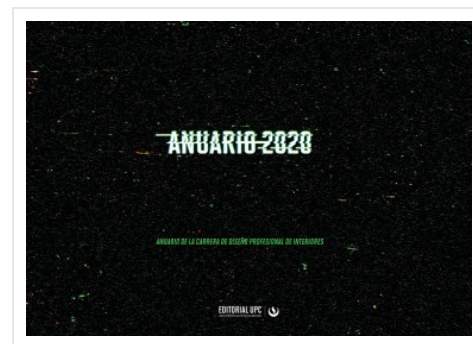 ANUARIO 2020
ANUARIO DE LA CARRERA DE DISEÑO PROFESIONAL DE INTERIORES
EDITORIAL UPC